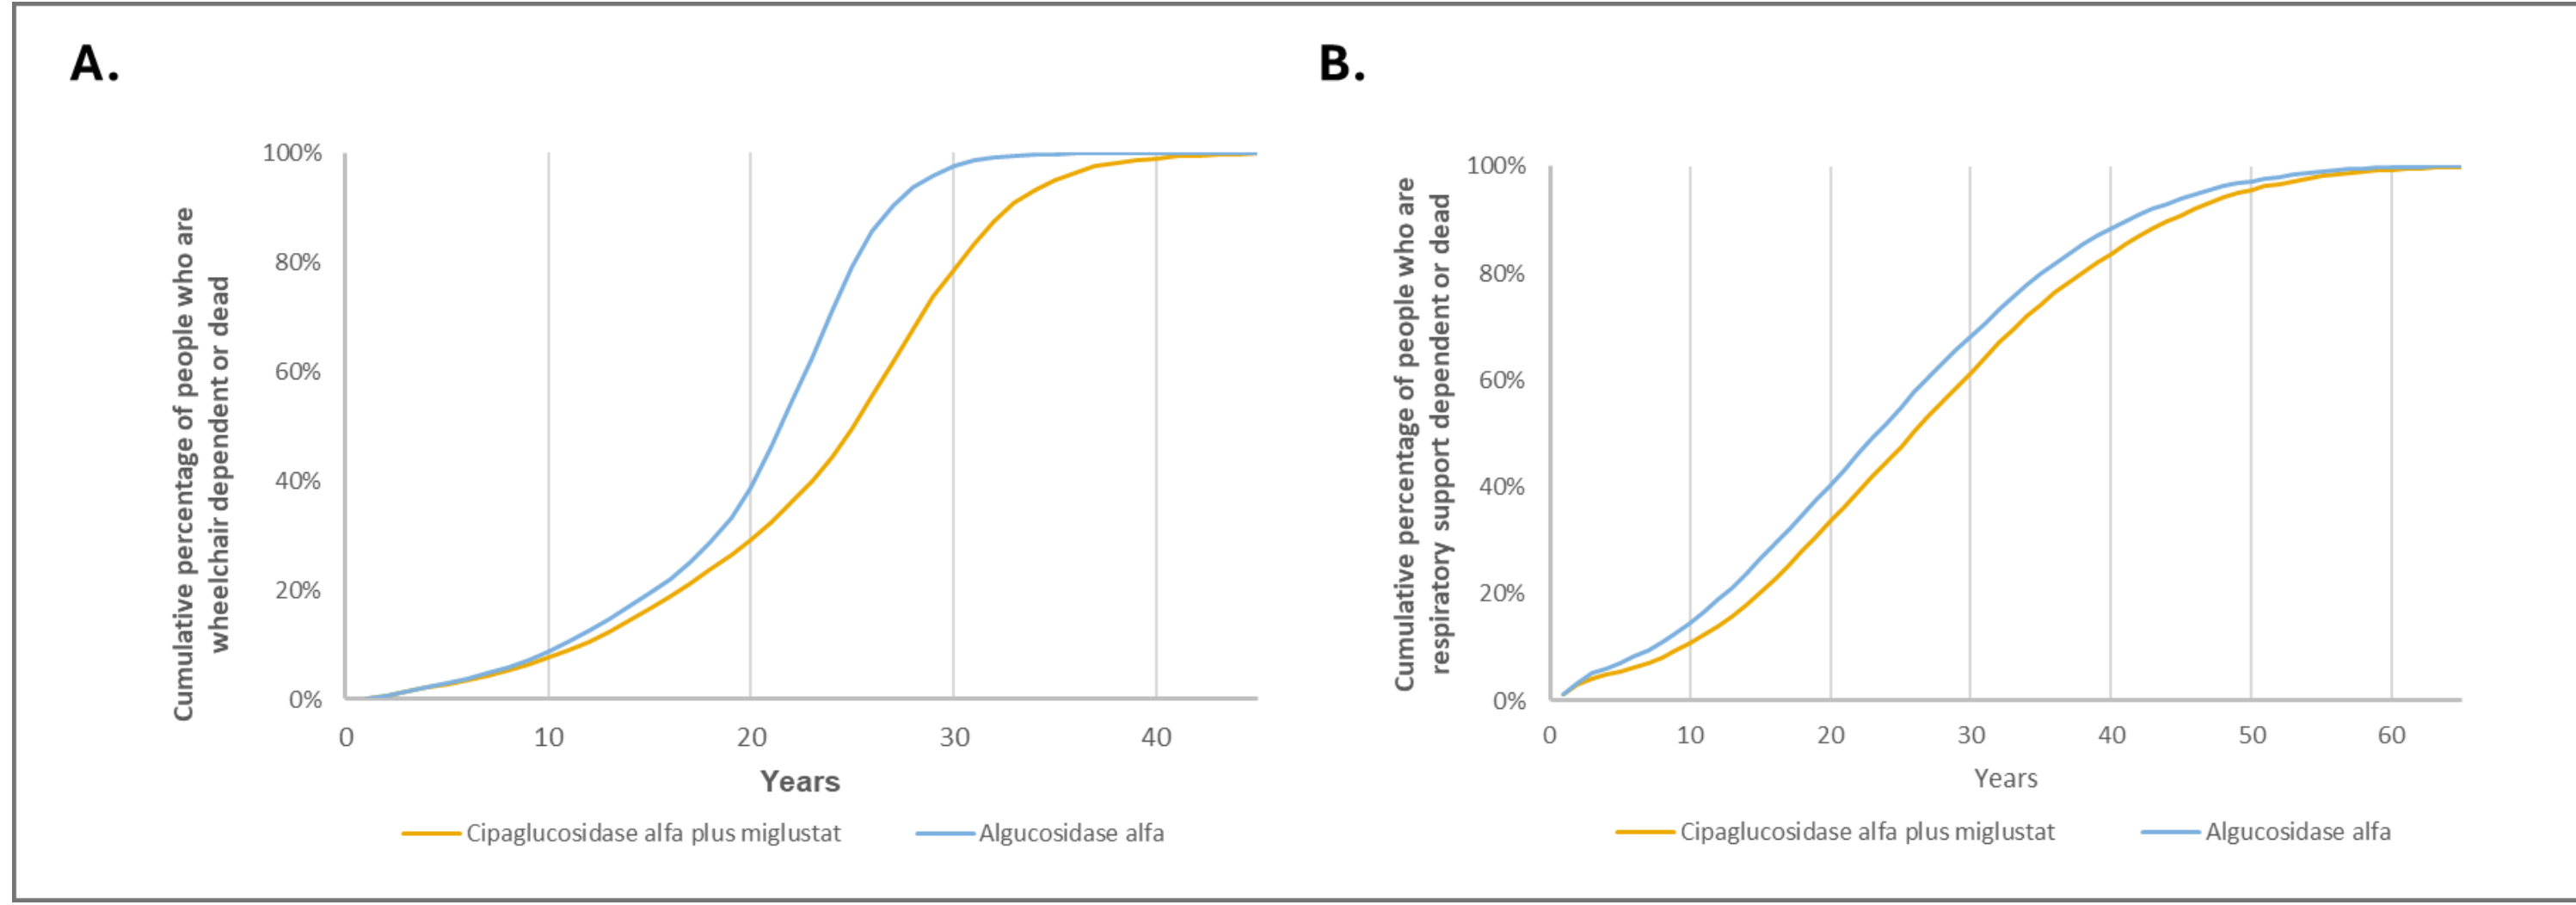 A.
Cumulative percentage of people who are
wheelchair dependent or dead
100%
80%
60%
40%
20%
0%
0 10 20 30 40
Years
Cipaglucosidase alfa plus miglustat Algucosidase alfa
B.
Cumulative percentage of people who are
respiratory support dependent or dead
100%
80%
60%
40%
20%
0%
0 10 20 30 40 50 60
Years
Cipaglucosidase alfa plus miglustat Algucosidase alfa